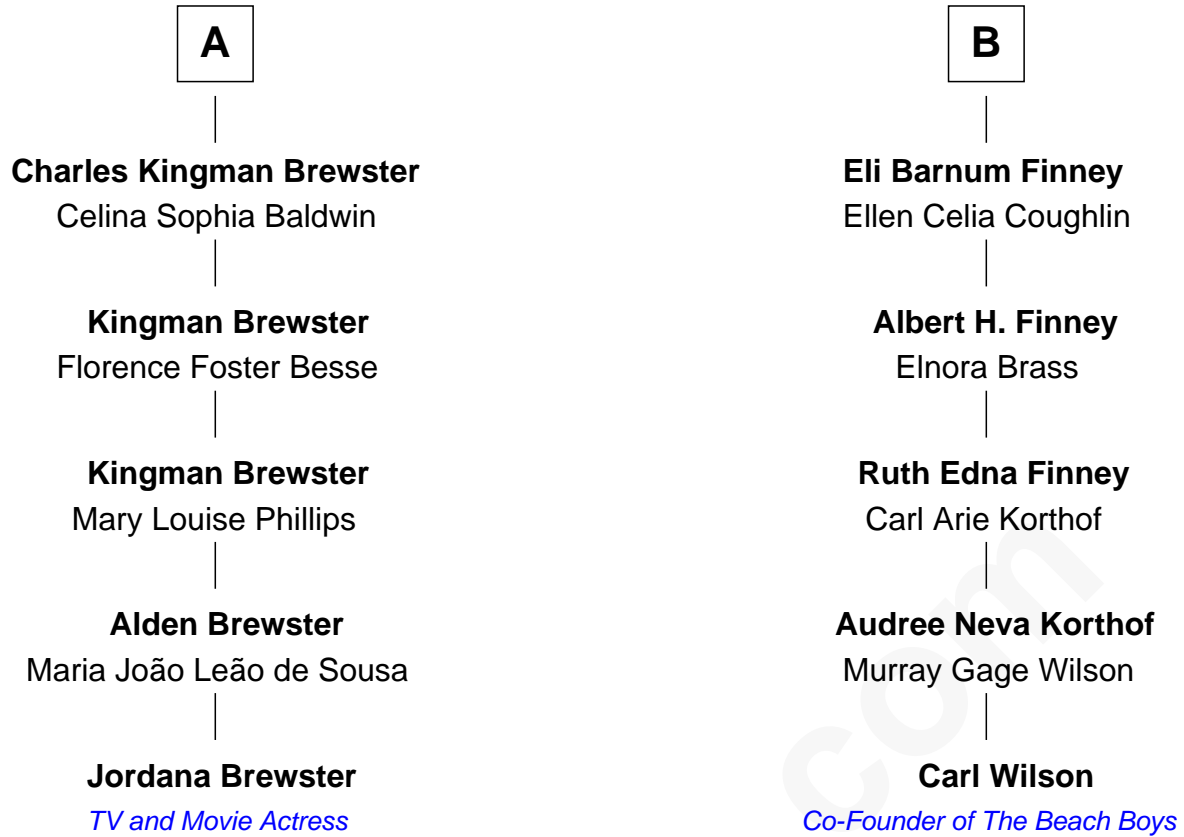 A
Charles Kingman Brewster
Celina Sophia Baldwin
Kingman Brewster
Florence Foster Besse
Kingman Brewster
Mary Louise Phillips
Alden Brewster
Maria João Leão de Sousa
Jordana Brewster
TV and Movie Actress
B
Eli Barnum Finney
Ellen Celia Coughlin
Albert H. Finney
Elnora Brass
Ruth Edna Finney
Carl Arie Korthof
Audree Neva Korthof
Murray Gage Wilson
Carl Wilson
Co-Founder of The Beach Boys
com